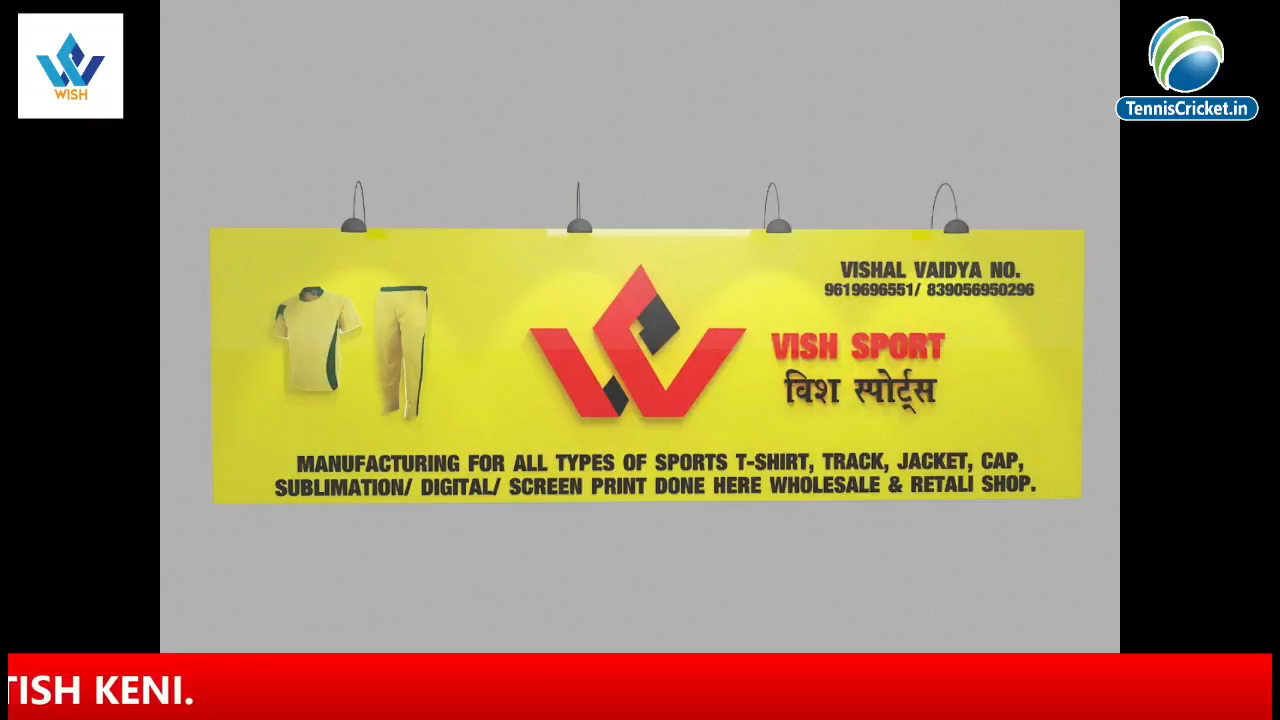 WISH
TennisCricket.in
VISHAL VAIDYA NO.
9619696551/ 839056950296
VISH SPORT
विश स्पोर्ट्स
MANUFACTURING FOR ALL TYPES OF SPORTS T-SHIRT, TRACK, JACKET, CAP,
SUBLIMATION/ DIGITAL/ SCREEN PRINT DONE HERE WHOLESALE & RETALI SHOP.
TISH KENI.